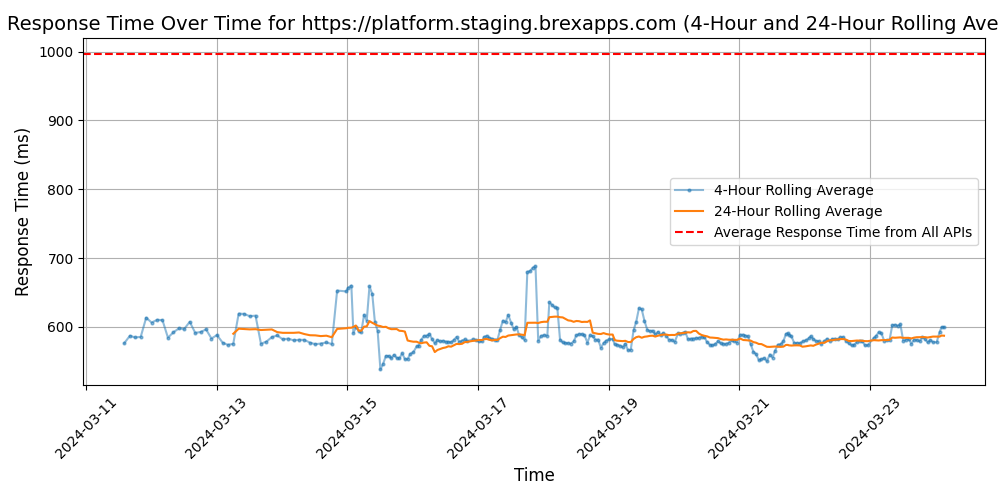 Response Time Over Time for https://platform.staging.brexapps.com (4-Hour and 24-Hour Rolling Ave
1000
900
800
700
600
Response Time (ms)
4-Hour Rolling Average
24-Hour Rolling Average
Average Response Time from All APIs
2024-03-11
2024-03-13
2024-03-15
2024-03-17
2024-03-19
2024-03-21
2024-03-23
Time